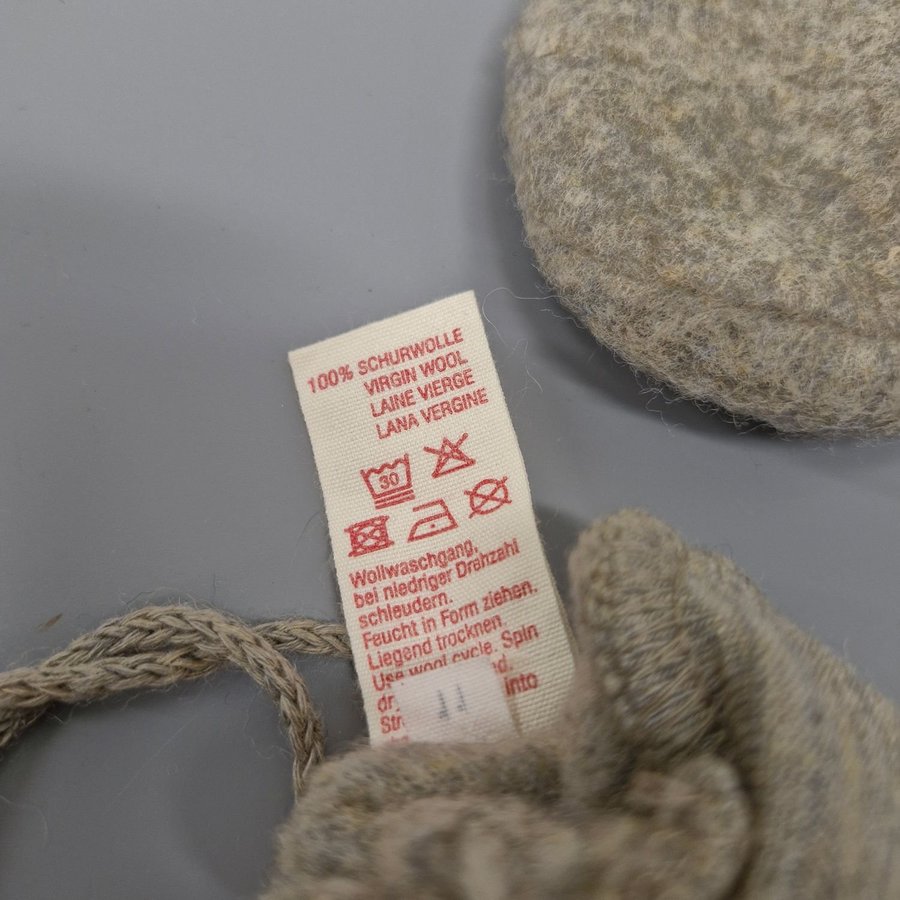 100% SCHURWOLLE
VIRGIN WOOL
LAINE VIERGE
LANA VERGINE
30
Wollwaschgang,
bei niedriger Drehzahl
schleudern.
Feucht in Form ziehen.
Liegend trocknen.
Use wool cycle. Spin
into